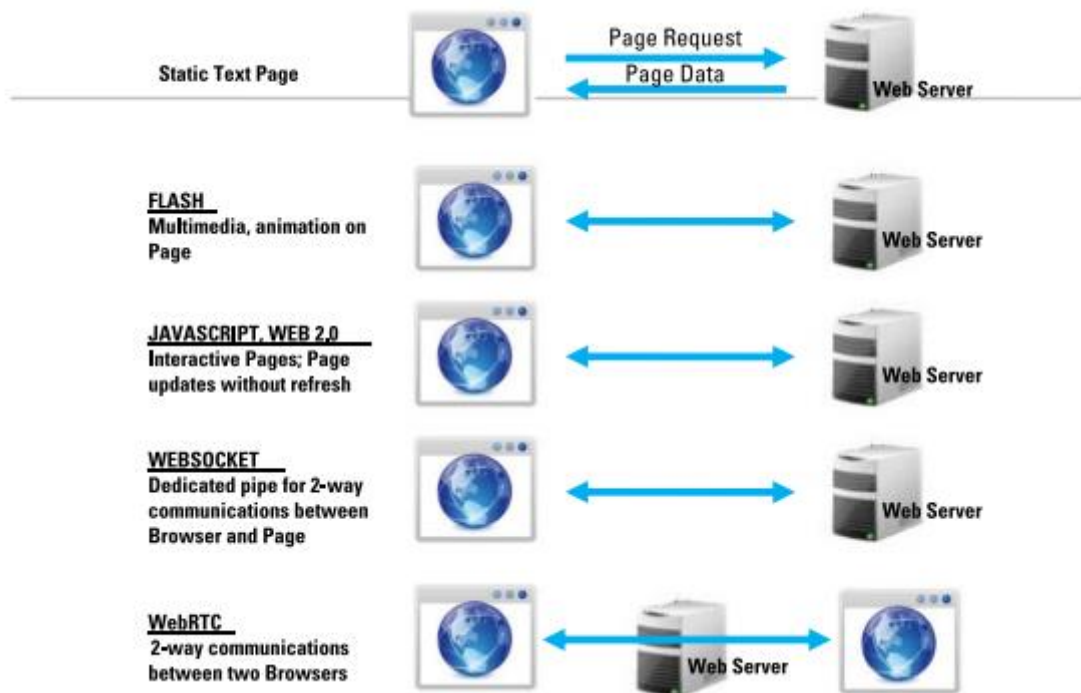 Page Request
Static Text Page
Page Data
Web Server
FLASH
Multimedia, animation on
Page
Web Server
JAVASCRIPT, WEB 2,0
Interactive Pages; Page
updates without refresh
Web Server
WEBSOCKET
Dedicated pipe for 2-way
communications between
Browser and Page
Web Server
WebRTC
2-way communications
between two Browsers
Web Server